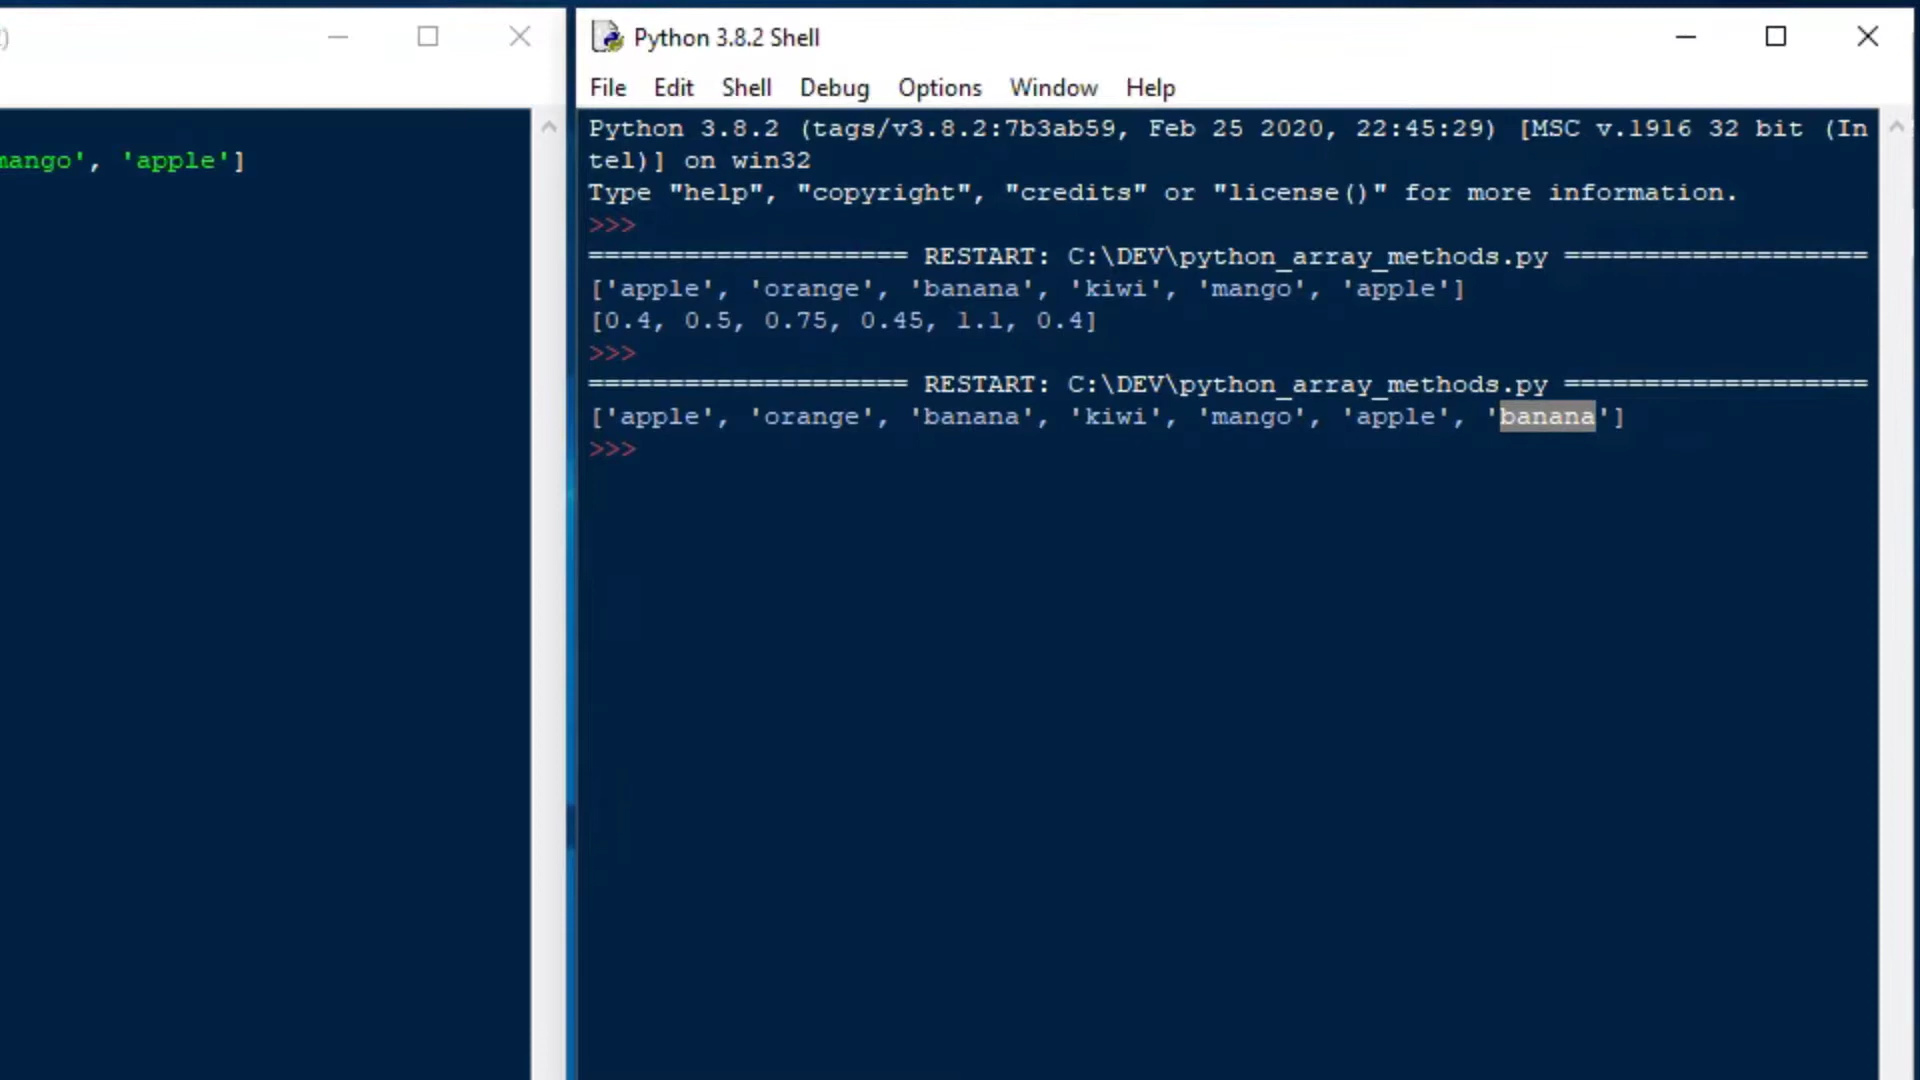 mango', 'apple']
Python 3.8.2 Shell
File Edit Shell Debug Options Window Help
Python 3.8.2 (tags/v3.8.2:7b3ab59, Feb 25 2020, 22:45:29) [MSC v.1916 32 bit (In
tel)] on win32
Type "help", "copyright", "credits" or "license()" for more information.
>>>
==================== RESTART: C:\DEV\python_array_methods.py ===================
['apple', 'orange', 'banana', 'kiwi', 'mango', 'apple']
[0.4, 0.5, 0.75, 0.45, 1.1, 0.4]
>>>
==================== RESTART: C:\DEV\python_array_methods.py ===================
['apple', 'orange', 'banana', 'kiwi', 'mango', 'apple', 'banana']
>>>